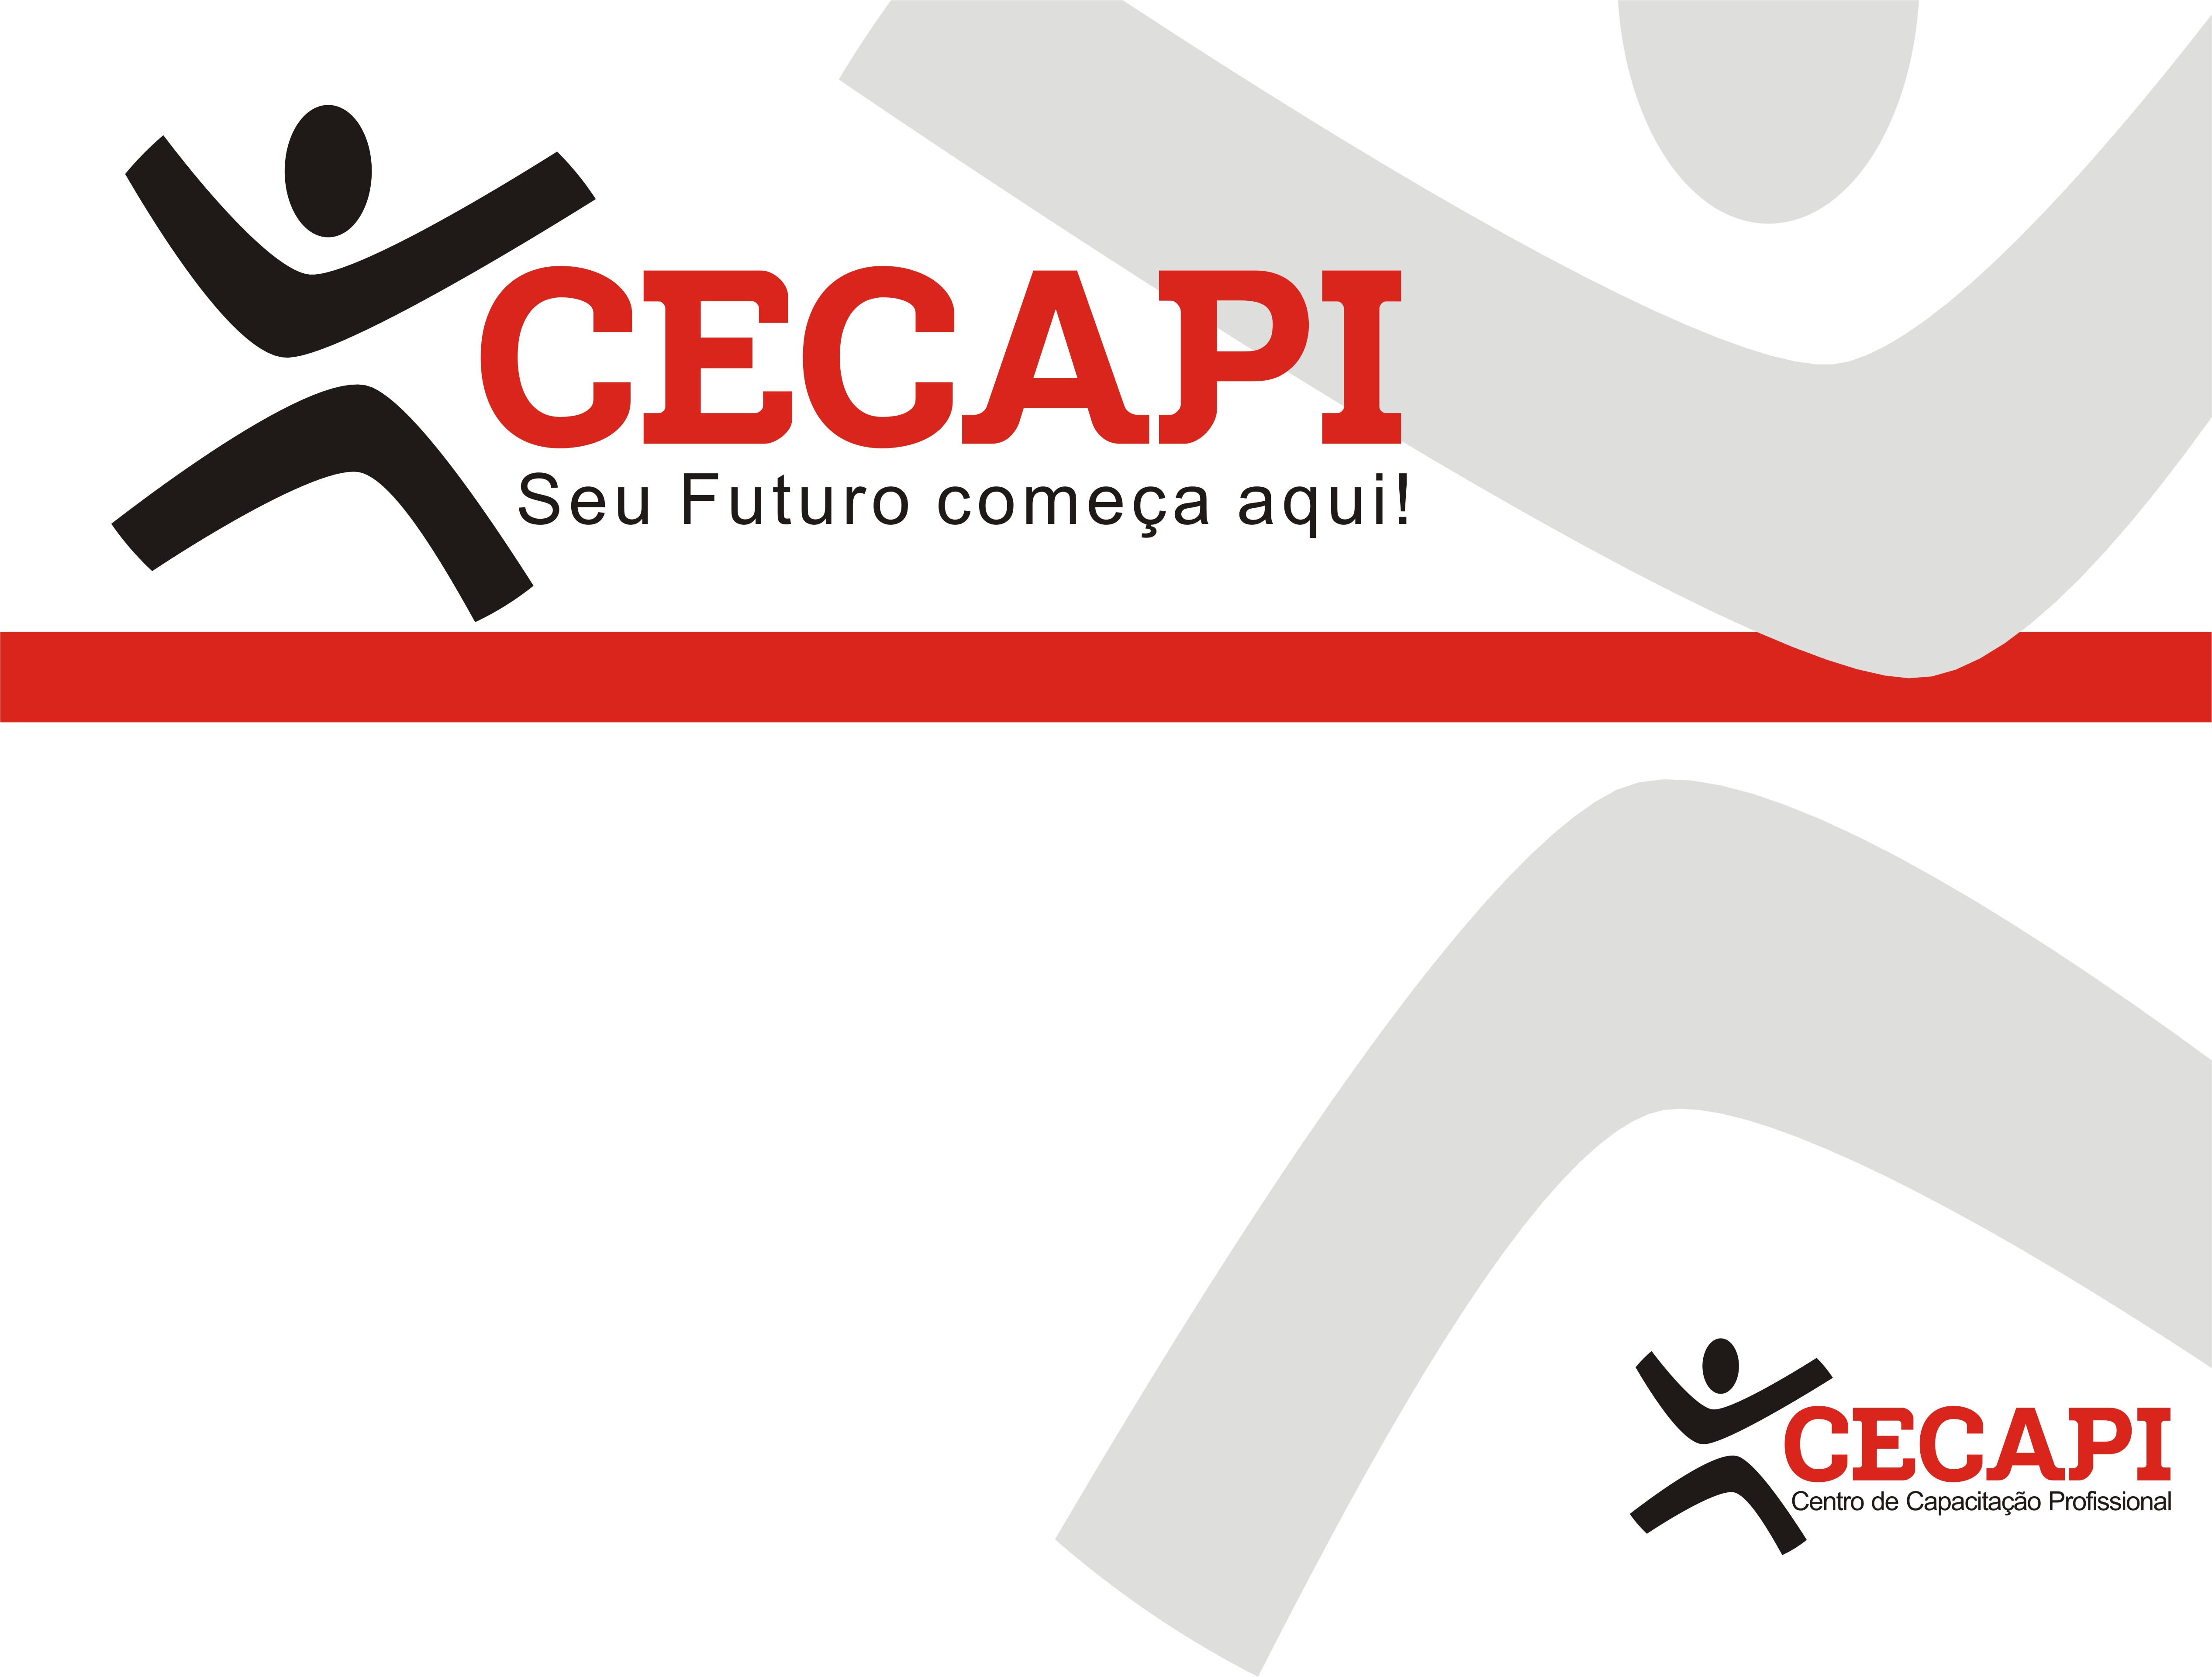 CECAPI
Seu Futuro começa aqui!
CECAPI
Centro de Capacitação Profissional